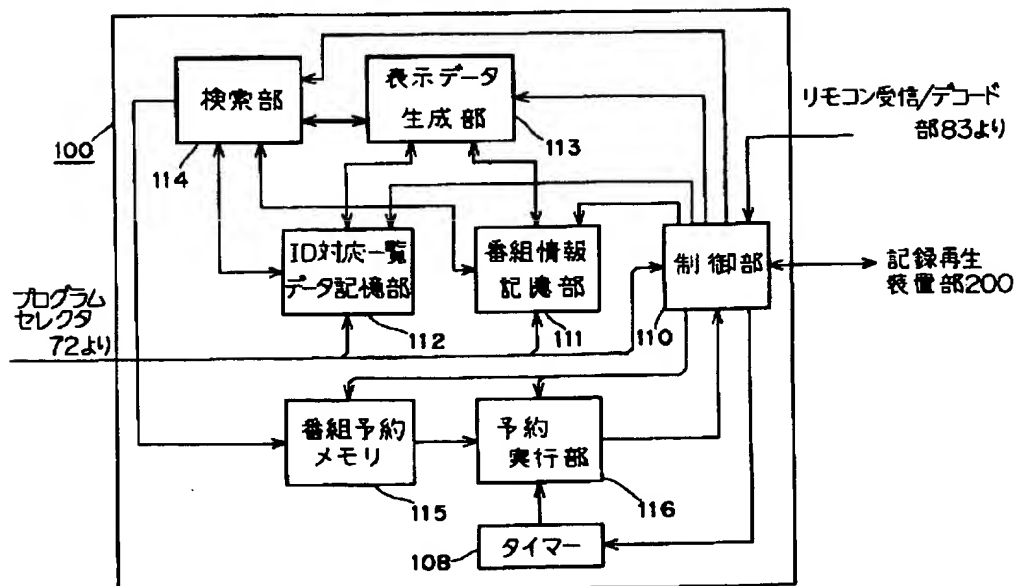 検索部
114
表示データ
生成部
113
リモコン受信/デコード
部83より
100
ID対応一覧
データ記憶部
112
番組情報
記憶部
111
制御部
110
記録再生
装置部200
プログラム
セレクタ
72より
番組予約
メモリ
115
予約
実行部
116
108
タイマー